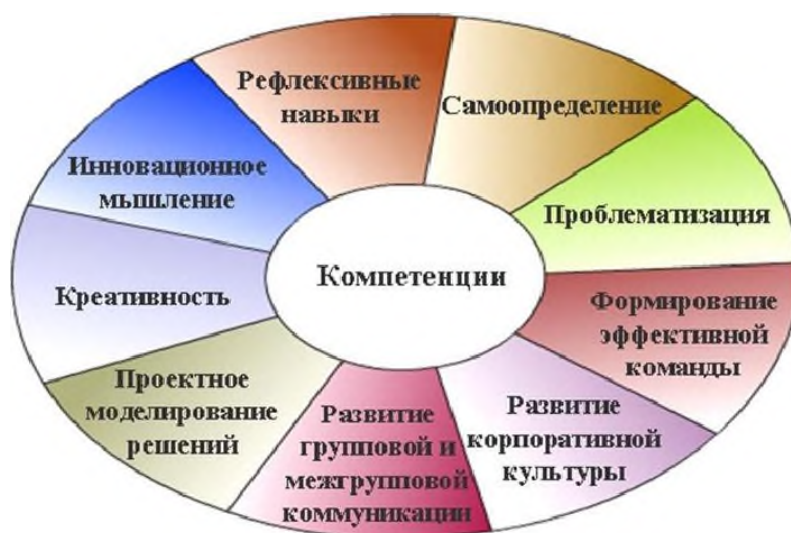 Рефлексивные
навыки
Самоопределение
Инновационное
мышление
Проблематизация
Компетенции
Креативность
Формирование
эффективной
команды
Проектное
моделирование
решений
Развитие
групповой и
межгрупповой
коммуникации
Развитие
корпоративной
культуры